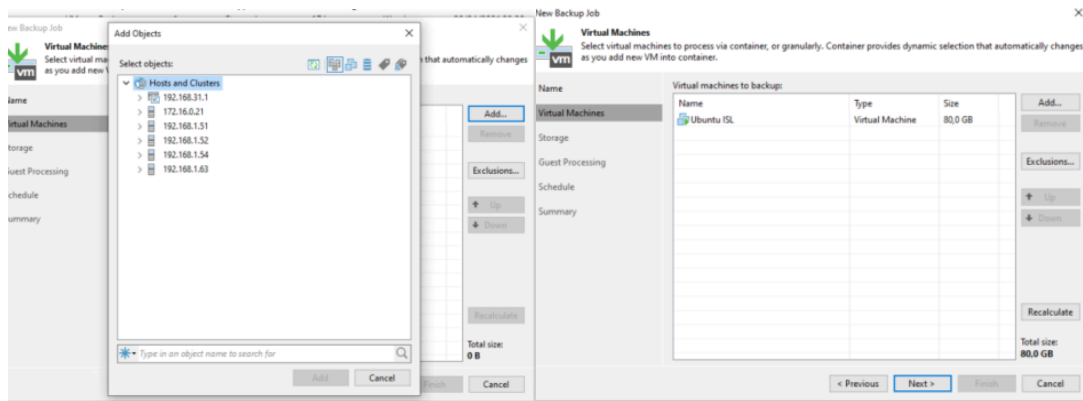 New Backup Job
Virtual Machine
Select virtual ma
as you add new V
that automatically changes
Name
Virtual Machines
Storage
Guest Processing
Schedule
Summary
Add Objects
Select objects:
Hosts and Clusters
192.168.31.1
172.16.0.21
192.168.1.51
192.168.1.52
192.168.1.54
192.168.1.63
Type in an object name to search for
Add
Cancel
Add...
Remove
Exclusions...
Up
Down
Recalculate
Total size:
0 B
Finish
Cancel
New Backup Job
Virtual Machines
Select virtual machines to process via container, or granularly. Container provides dynamic selection that automatically changes
as you add new VM into container.
Name
Virtual Machines
Storage
Guest Processing
Schedule
Summary
Virtual machines to backup:
Name Type Size
Ubuntu ISL Virtual Machine 80,0 GB
Add...
Remove
Exclusions...
Up
Down
Recalculate
Total size:
80,0 GB
< Previous Next > Finish Cancel
vm
vm